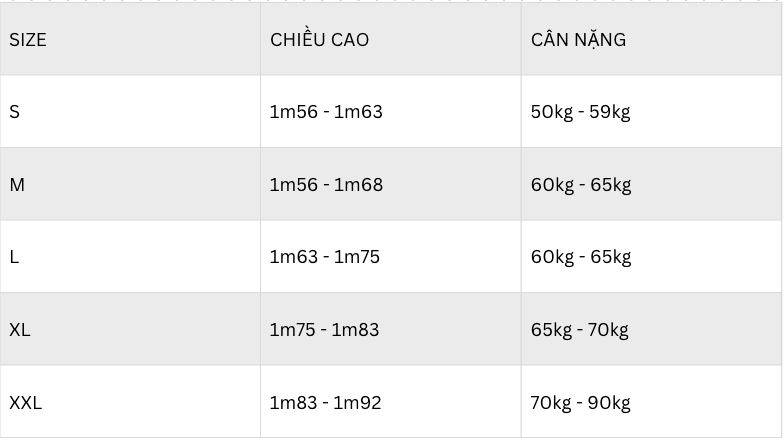 SIZE CHIỀU CAO CÂN NẶNG
S 1m56 - 1m63 50kg - 59kg
M 1m56 - 1m68 60kg - 65kg
L 1m63 - 1m75 60kg - 65kg
XL 1m75 - 1m83 65kg - 70kg
XXL 1m83 - 1m92 70kg - 90kg